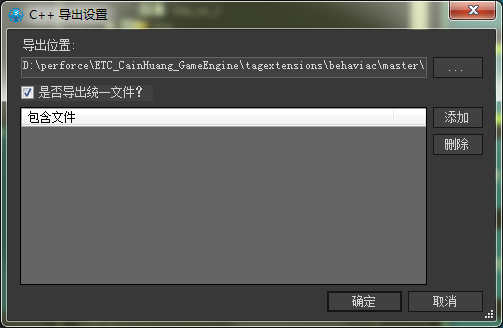 C++ 导出设置
导出位置:
D:\perforce\ETC_CainHuang_GameEngine\tagextensions\behaviac\master\
...
是否导出统一文件?
包含文件
添加
删除
确定
取消